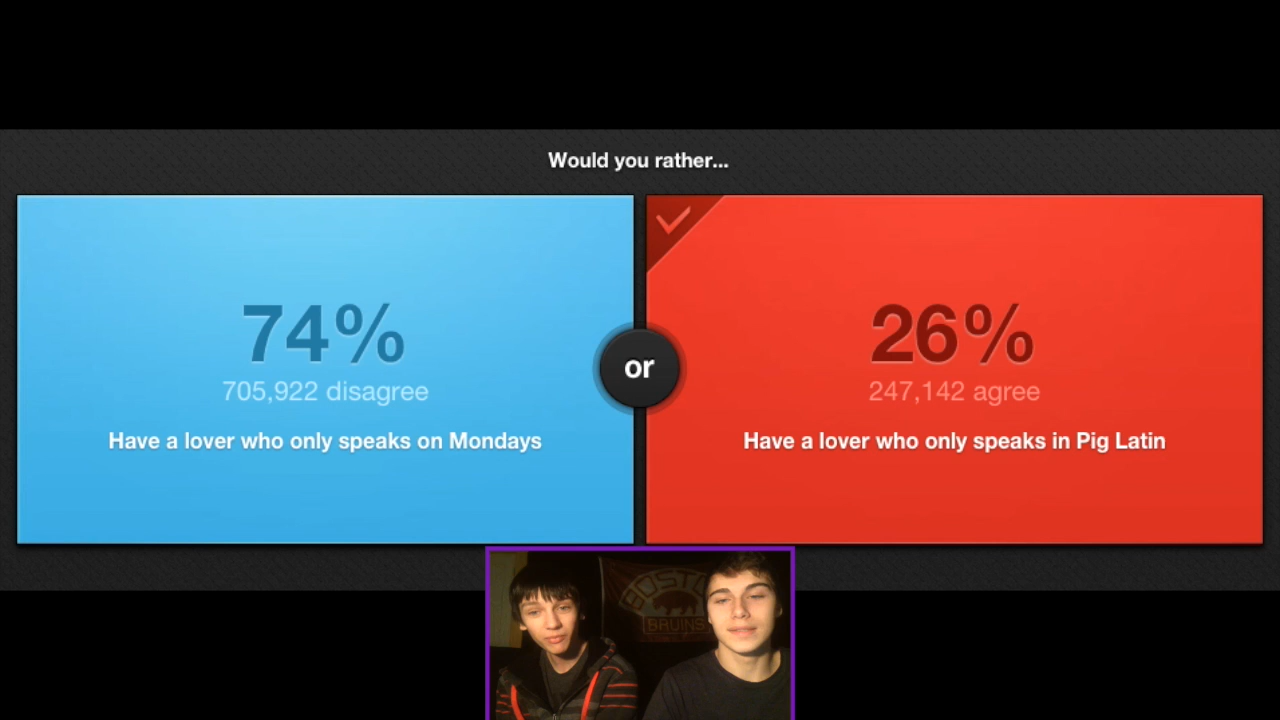 Would you rather...
74%
705,922 disagree
Have a lover who only speaks on Mondays
or
26%
247,142 agree
Have a lover who only speaks in Pig Latin
BOSTO
BRUINS